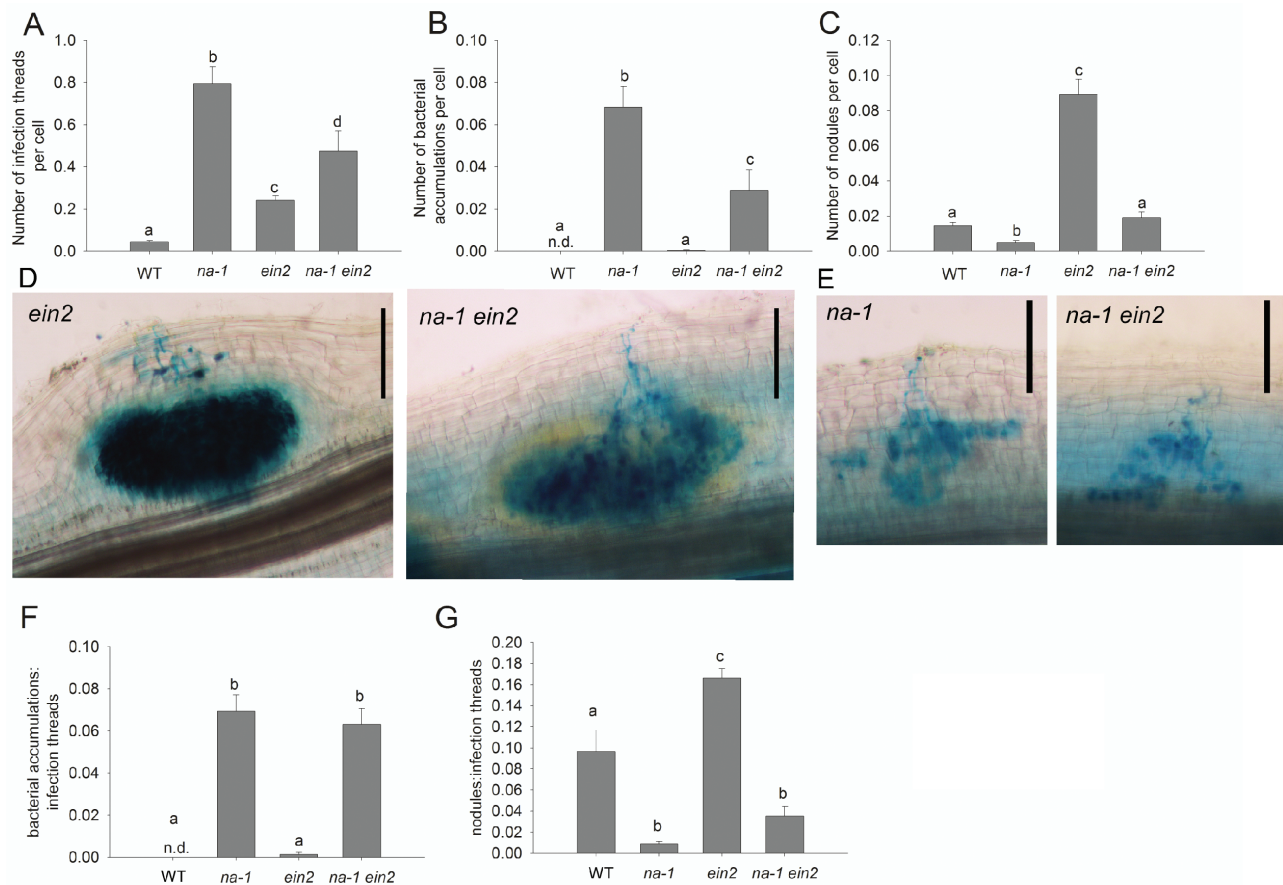 A
Number of infection threads
per cell
1.0
0.8
0.6
0.4
0.2
0.0
a
b
c
d
WT
na-1
ein2
na-1 ein2
B
Number of bacterial
accumulations per cell
0.10
0.08
0.06
0.04
0.02
0.00
a
n.d.
b
a
c
WT
na-1
ein2
na-1 ein2
C
Number of nodules per cell
0.12
0.10
0.08
0.06
0.04
0.02
0.00
a
b
c
a
WT
na-1
ein2
na-1 ein2
D
ein2
na-1 ein2
E
na-1
na-1 ein2
F
bacterial accumulations:
infection threads
0.10
0.08
0.06
0.04
0.02
0.00
a
n.d.
b
a
b
WT
na-1
ein2
na-1 ein2
G
nodules:infection threads
0.20
0.18
0.16
0.14
0.12
0.10
0.08
0.06
0.04
0.02
0.00
a
b
c
b
WT
na-1
ein2
na-1 ein2